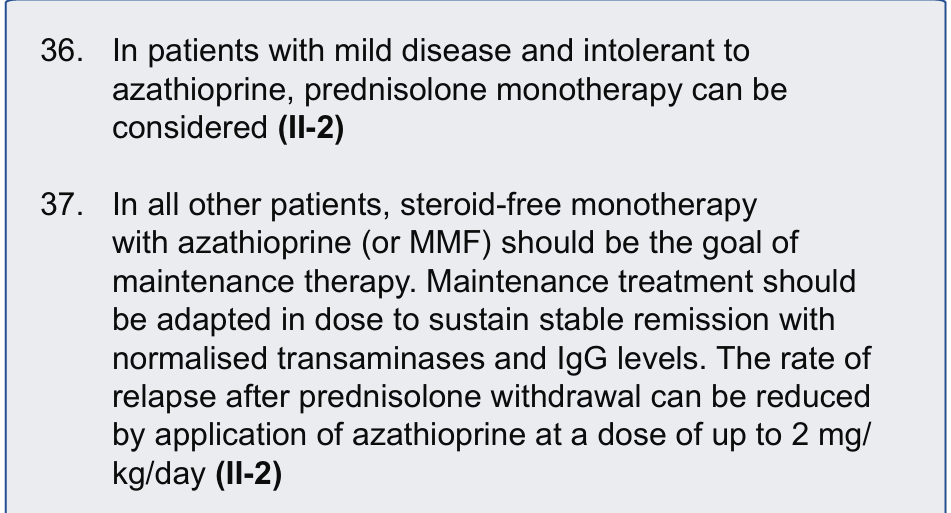 36. In patients with mild disease and intolerant to
azathioprine, prednisolone monotherapy can be
considered (II-2)
37. In all other patients, steroid-free monotherapy
with azathioprine (or MMF) should be the goal of
maintenance therapy. Maintenance treatment should
be adapted in dose to sustain stable remission with
normalised transaminases and IgG levels. The rate of
relapse after prednisolone withdrawal can be reduced
by application of azathioprine at a dose of up to 2 mg/
kg/day (II-2)